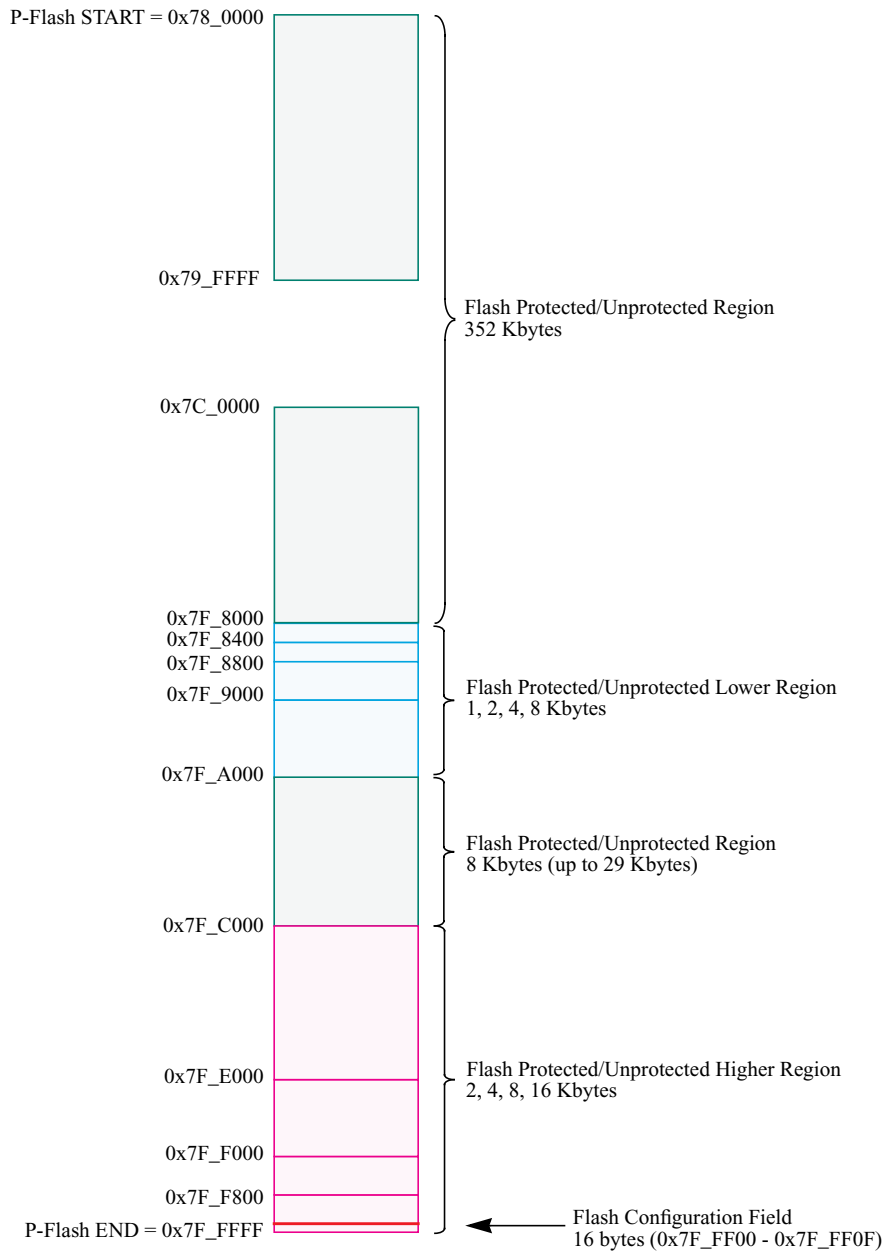 P-Flash START = 0x78_0000
0x79_FFFF
Flash Protected/Unprotected Region
352 Kbytes
0x7C_0000
0x7F_8000
0x7F_8400
0x7F_8800
0x7F_9000
Flash Protected/Unprotected Lower Region
1, 2, 4, 8 Kbytes
0x7F_A000
Flash Protected/Unprotected Region
8 Kbytes (up to 29 Kbytes)
0x7F_C000
0x7F_E000
Flash Protected/Unprotected Higher Region
2, 4, 8, 16 Kbytes
0x7F_F000
0x7F_F800
P-Flash END = 0x7F_FFFF
Flash Configuration Field
16 bytes (0x7F_FF00 - 0x7F_FF0F)